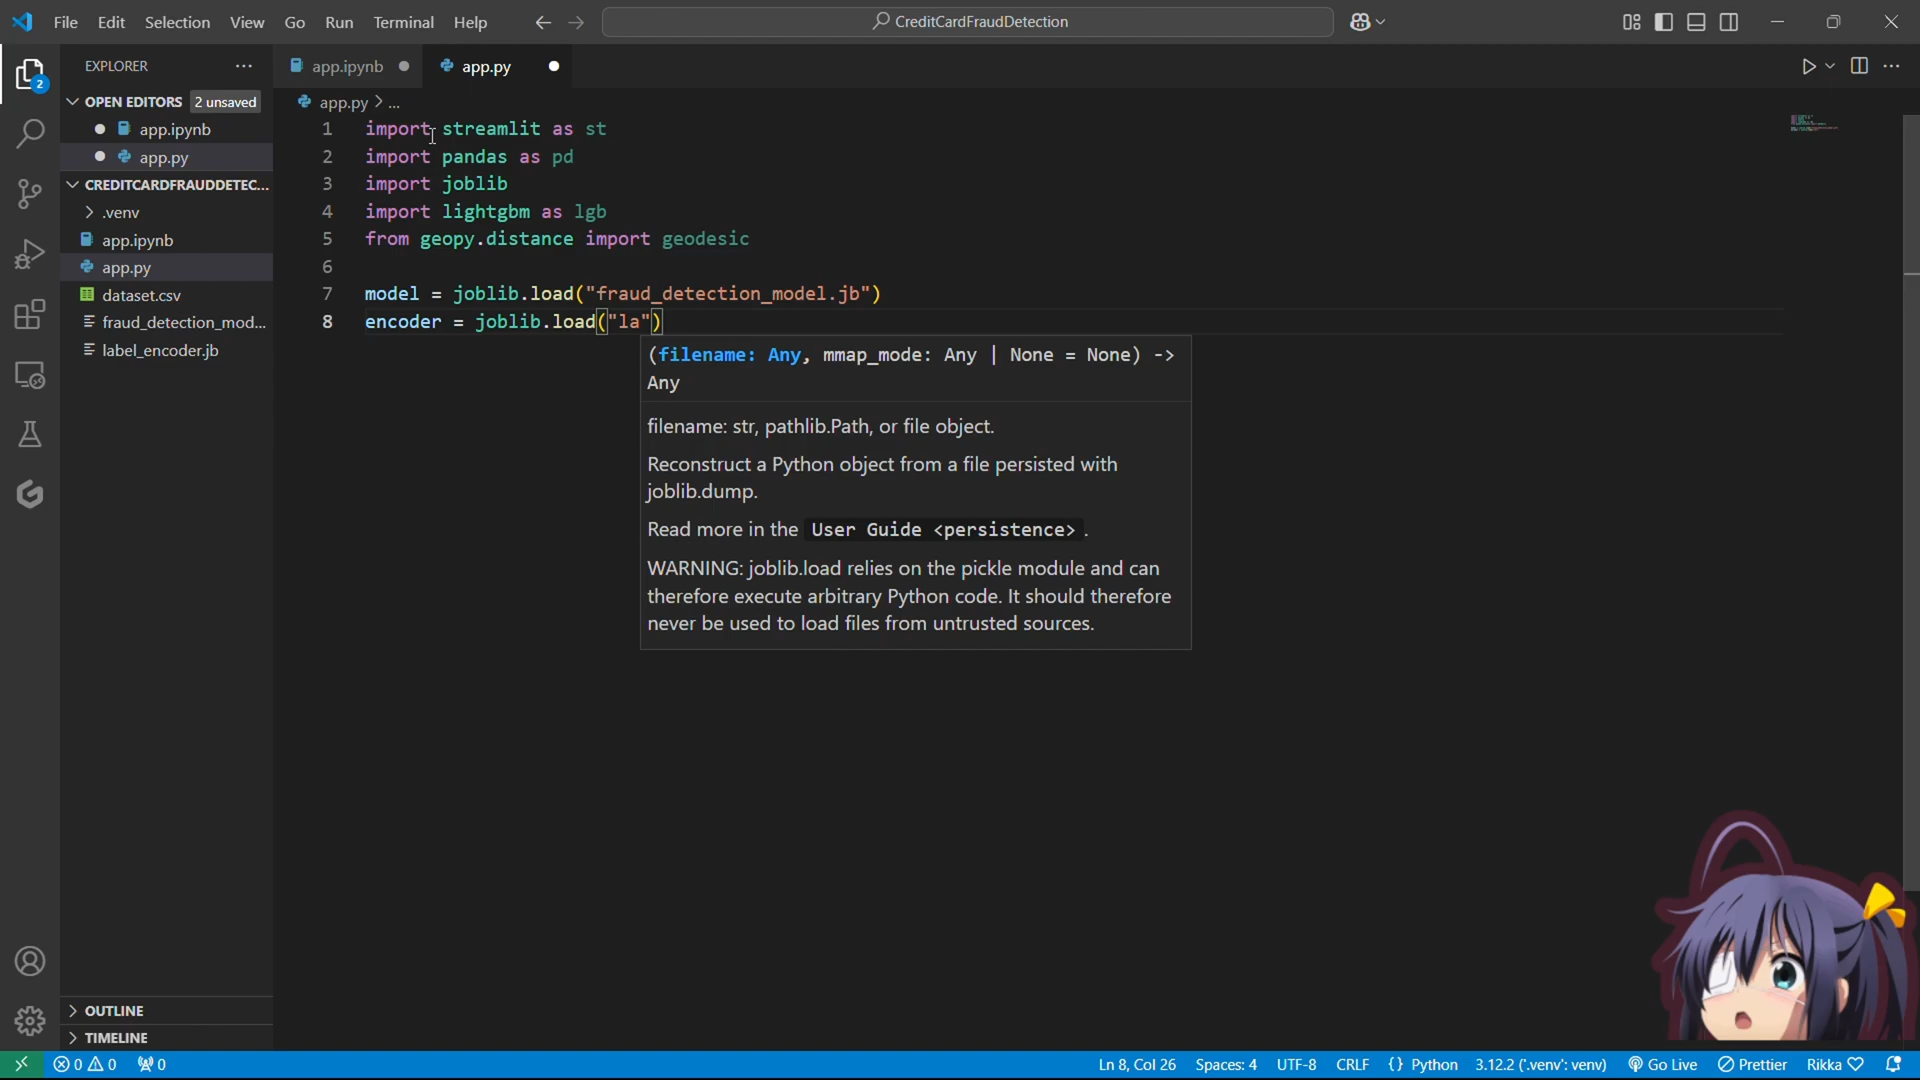 File Edit Selection View Go Run Terminal Help
CreditCardFraudDetection
EXPLORER
OPEN EDITORS 2 unsaved
app.ipynb
app.py
CREDITCARDFRAUDDETEC...
.venv
app.ipynb
app.py
dataset.csv
fraud_detection_mod...
label_encoder.jb
OUTLINE
TIMELINE
2
app.ipynb app.py
app.py > ...
1 import streamlit as st
2 import pandas as pd
3 import joblib
4 import lightgbm as lgb
5 from geopy.distance import geodesic
6
7 model = joblib.load("fraud_detection_model.jb")
8 encoder = joblib.load("la")
(filename: Any, mmap_mode: Any | None = None) ->
Any
filename: str, pathlib.Path, or file object.
Reconstruct a Python object from a file persisted with
joblib.dump.
Read more in the User Guide <persistence> .
WARNING: joblib.load relies on the pickle module and can
therefore execute arbitrary Python code. It should therefore
never be used to load files from untrusted sources.
0 0 0 Ln 8, Col 26 Spaces: 4 UTF-8 CRLF {} Python 3.12.2 ('.venv': venv) Go Live Prettier Rikka